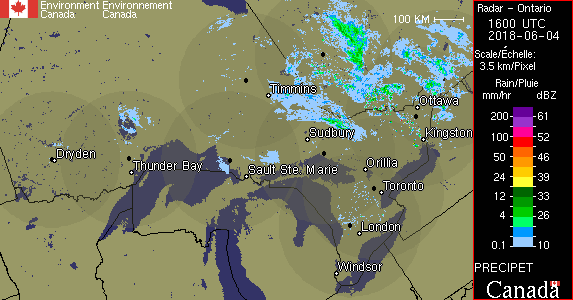 Environment Environnement
Canada Canada
100 KM
Timmins
Ottawa
Sudbury
Kingston
Dryden
Thunder Bay
Sault Ste. Marie
Orillia
Toronto
London
Windsor
Radar - Ontario
1600 UTC
2018-06-04
Scale/Échelle:
3.5 km/Pixel
Rain/Pluie
mm/hr dBZ
200 61
100 52
50 46
24 39
12 33
4 26
0.1 10
PRECIPET
Canada